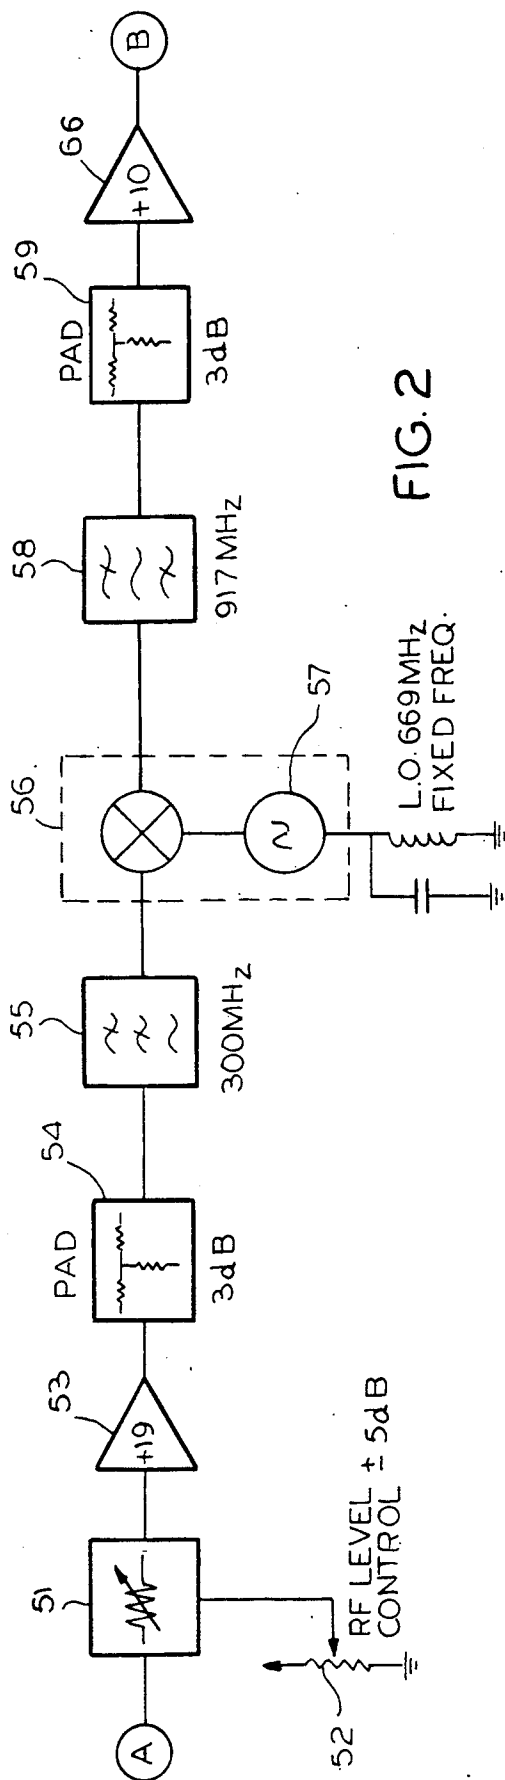 A
51
52
RF LEVEL ± 5dB
CONTROL
53
+19
54
PAD
3dB
55
300MHz
56
57
L.O. 669MHz
FIXED FREQ.
58
917MHz
59
PAD
3dB
66
+10
B
FIG. 2